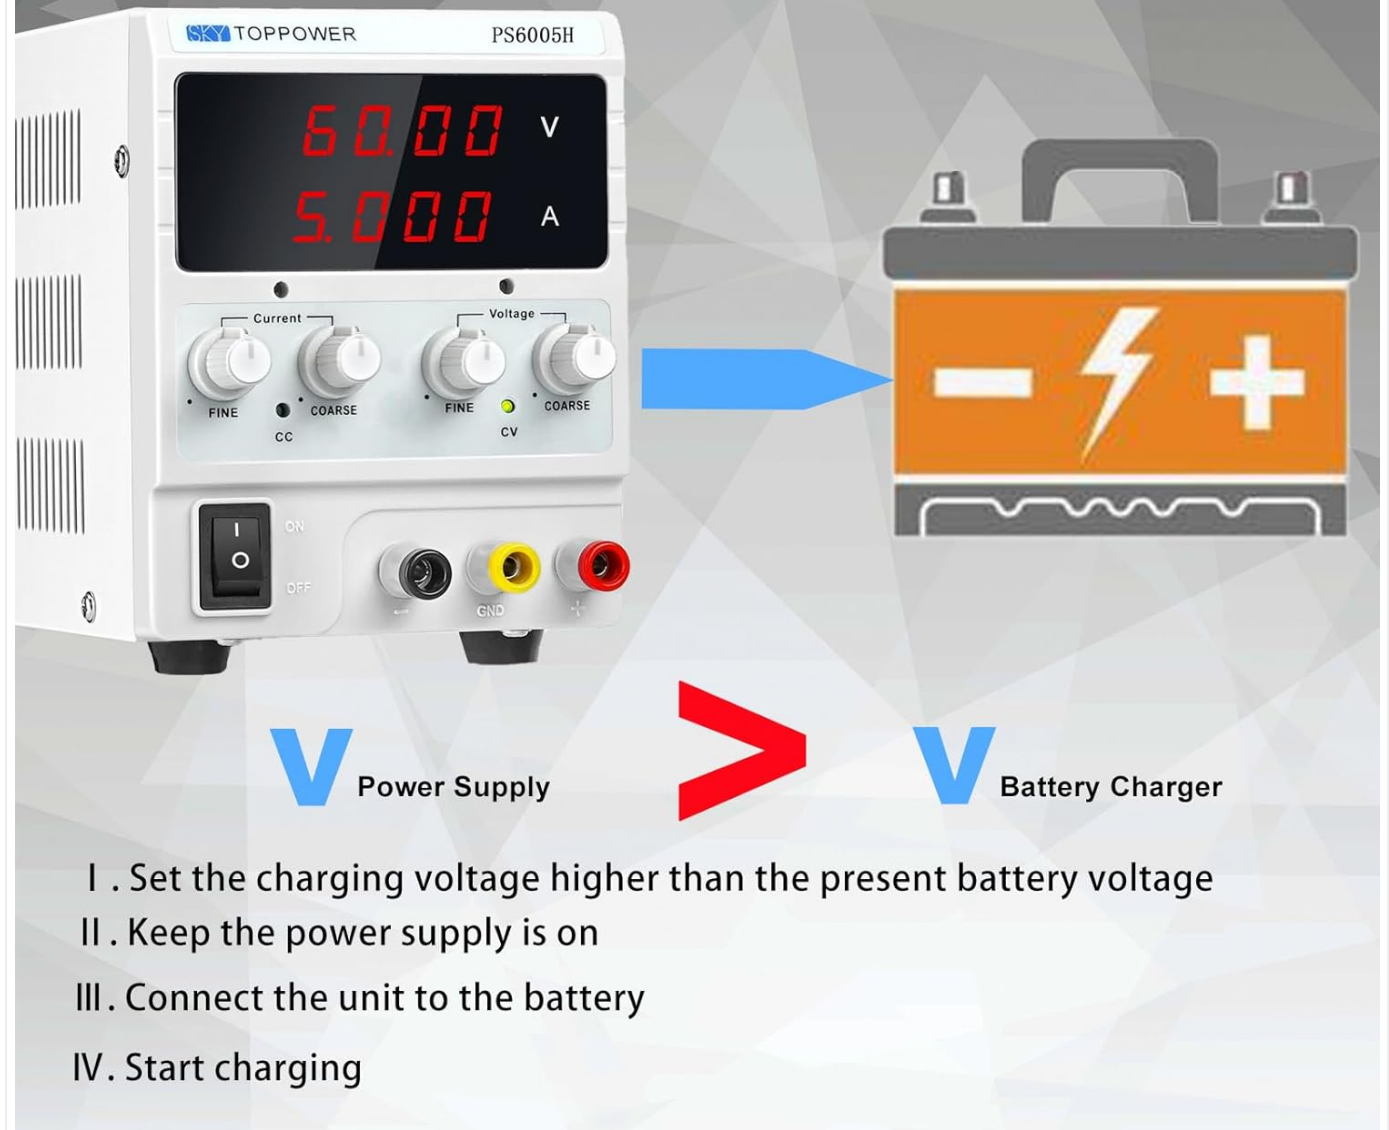 SKY TOPPOWER PS6005H
60.00 V
5.000 A
Current Voltage
FINE COARSE FINE COARSE
CC CV
ON
OFF
GND +
V Power Supply > V Battery Charger
I . Set the charging voltage higher than the present battery voltage
II . Keep the power supply is on
III . Connect the unit to the battery
IV . Start charging